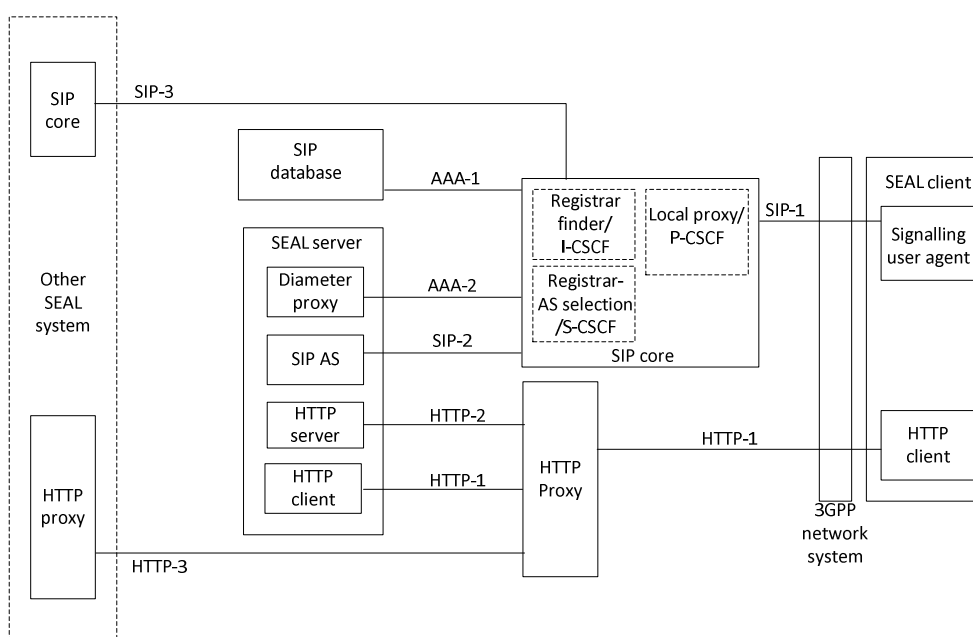 SIP
core
SIP-3
SIP
database
AAA-1
SEAL server
Diameter
proxy
AAA-2
SIP AS
SIP-2
HTTP
server
HTTP-2
HTTP
client
HTTP-1
Other
SEAL
system
HTTP
proxy
HTTP-3
Registrar
finder/
I-CSCF
Local proxy/
P-CSCF
Registrar-
AS selection
/S-CSCF
SIP core
SIP-1
SEAL client
Signalling
user agent
HTTP
Proxy
HTTP-1
HTTP
client
3GPP
network
system